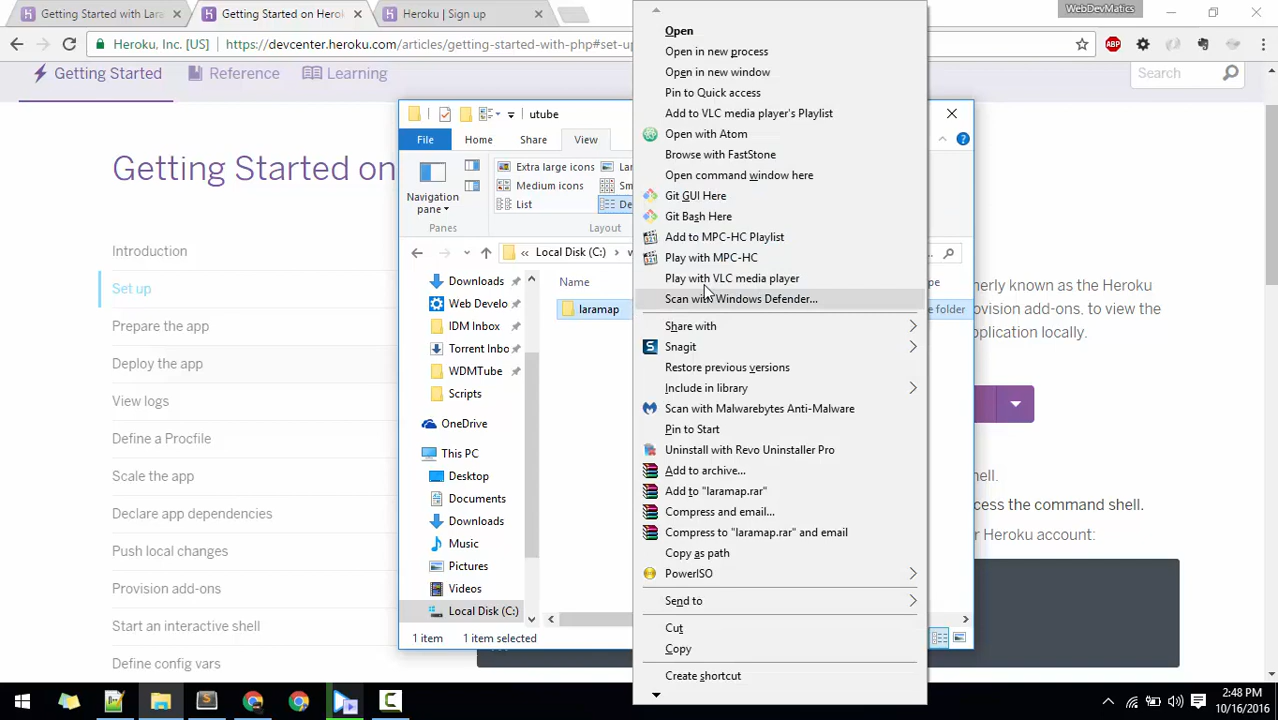 Getting Started with Lara
Getting Started on Herok
Heroku | Sign up
WebDevMatics
Heroku, Inc. [US]
https://devcenter.heroku.com/articles/getting-started-with-php#set-up
ABP
Getting Started
Reference
Learning
Search
Getting Started on
Introduction
Set up
Prepare the app
Deploy the app
View logs
Define a Procfile
Scale the app
Declare app dependencies
Push local changes
Provision add-ons
Start an interactive shell
Define config vars
utube
File
Home
Share
View
Navigation
pane
Panes
Extra large icons
Medium icons
List
Layout
Local Disk (C:)
Name
laramap
Downloads
Web Develo
IDM Inbox
Torrent Inbo
WDMTube
Scripts
OneDrive
This PC
Desktop
Documents
Downloads
Music
Pictures
Videos
Local Disk (C:)
1 item
1 item selected
Open
Open in new process
Open in new window
Pin to Quick access
Add to VLC media player's Playlist
Open with Atom
Browse with FastStone
Open command window here
Git GUI Here
Git Bash Here
Add to MPC-HC Playlist
Play with MPC-HC
Play with VLC media player
Scan with Windows Defender...
Share with
Snagit
Restore previous versions
Include in library
Scan with Malwarebytes Anti-Malware
Pin to Start
Uninstall with Revo Uninstaller Pro
Add to archive...
Add to "laramap.rar"
Compress and email...
Compress to "laramap.rar" and email
Copy as path
PowerISO
Send to
Cut
Copy
Create shortcut
e folder
merly known as the Heroku
rovision add-ons, to view the
pplication locally.
hell.
cess the command shell.
r Heroku account:
2:48 PM
10/16/2016